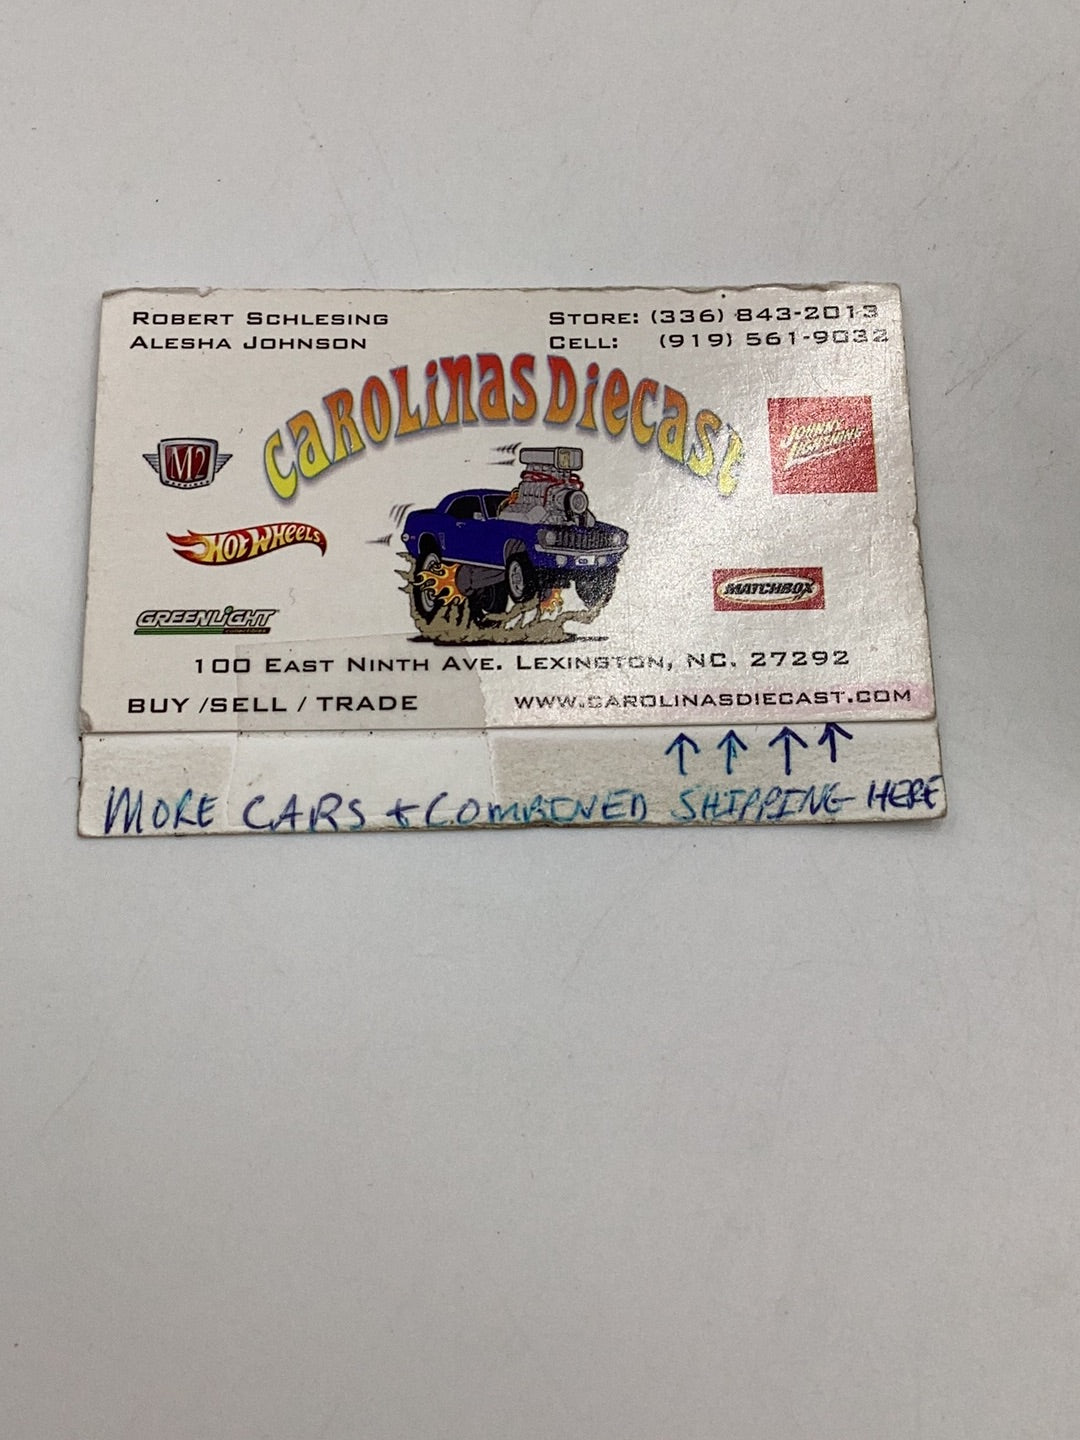 ROBERT SCHLESING
ALESHA JOHNSON
STORE: (336) 843-2013
CELL: (919) 561-9032
CAROLINAS DIECAST
M2
MACHINES
JOHNNY LIGHTNING
HOT WHEELS
MATCHBOX
GREENLIGHT
collectibles
100 EAST NINTH AVE. LEXINGTON, NC. 27292
BUY /SELL / TRADE
WWW.CAROLINASDIECAST.COM
MORE CARS + COMBINED SHIPPING HERE